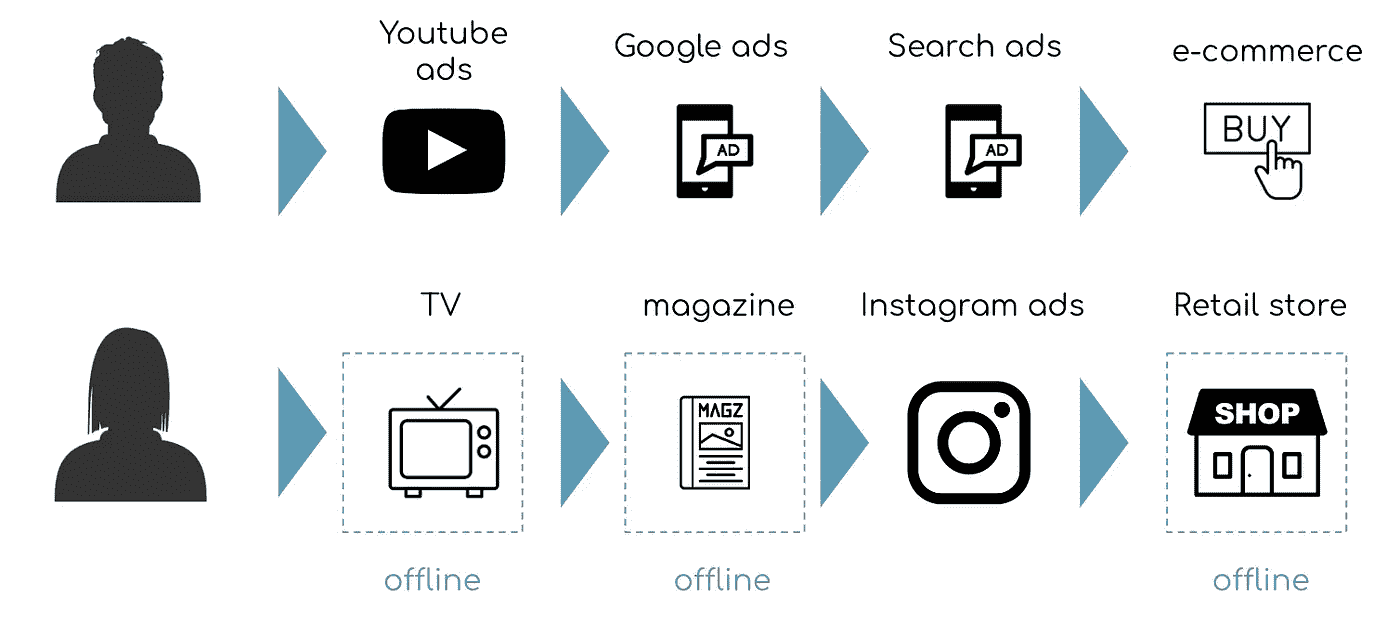 Youtube
ads
Google ads
Search ads
e-commerce
AD
AD
BUY
TV
magazine
Instagram ads
Retail store
MAGZ
SHOP
offline
offline
offline